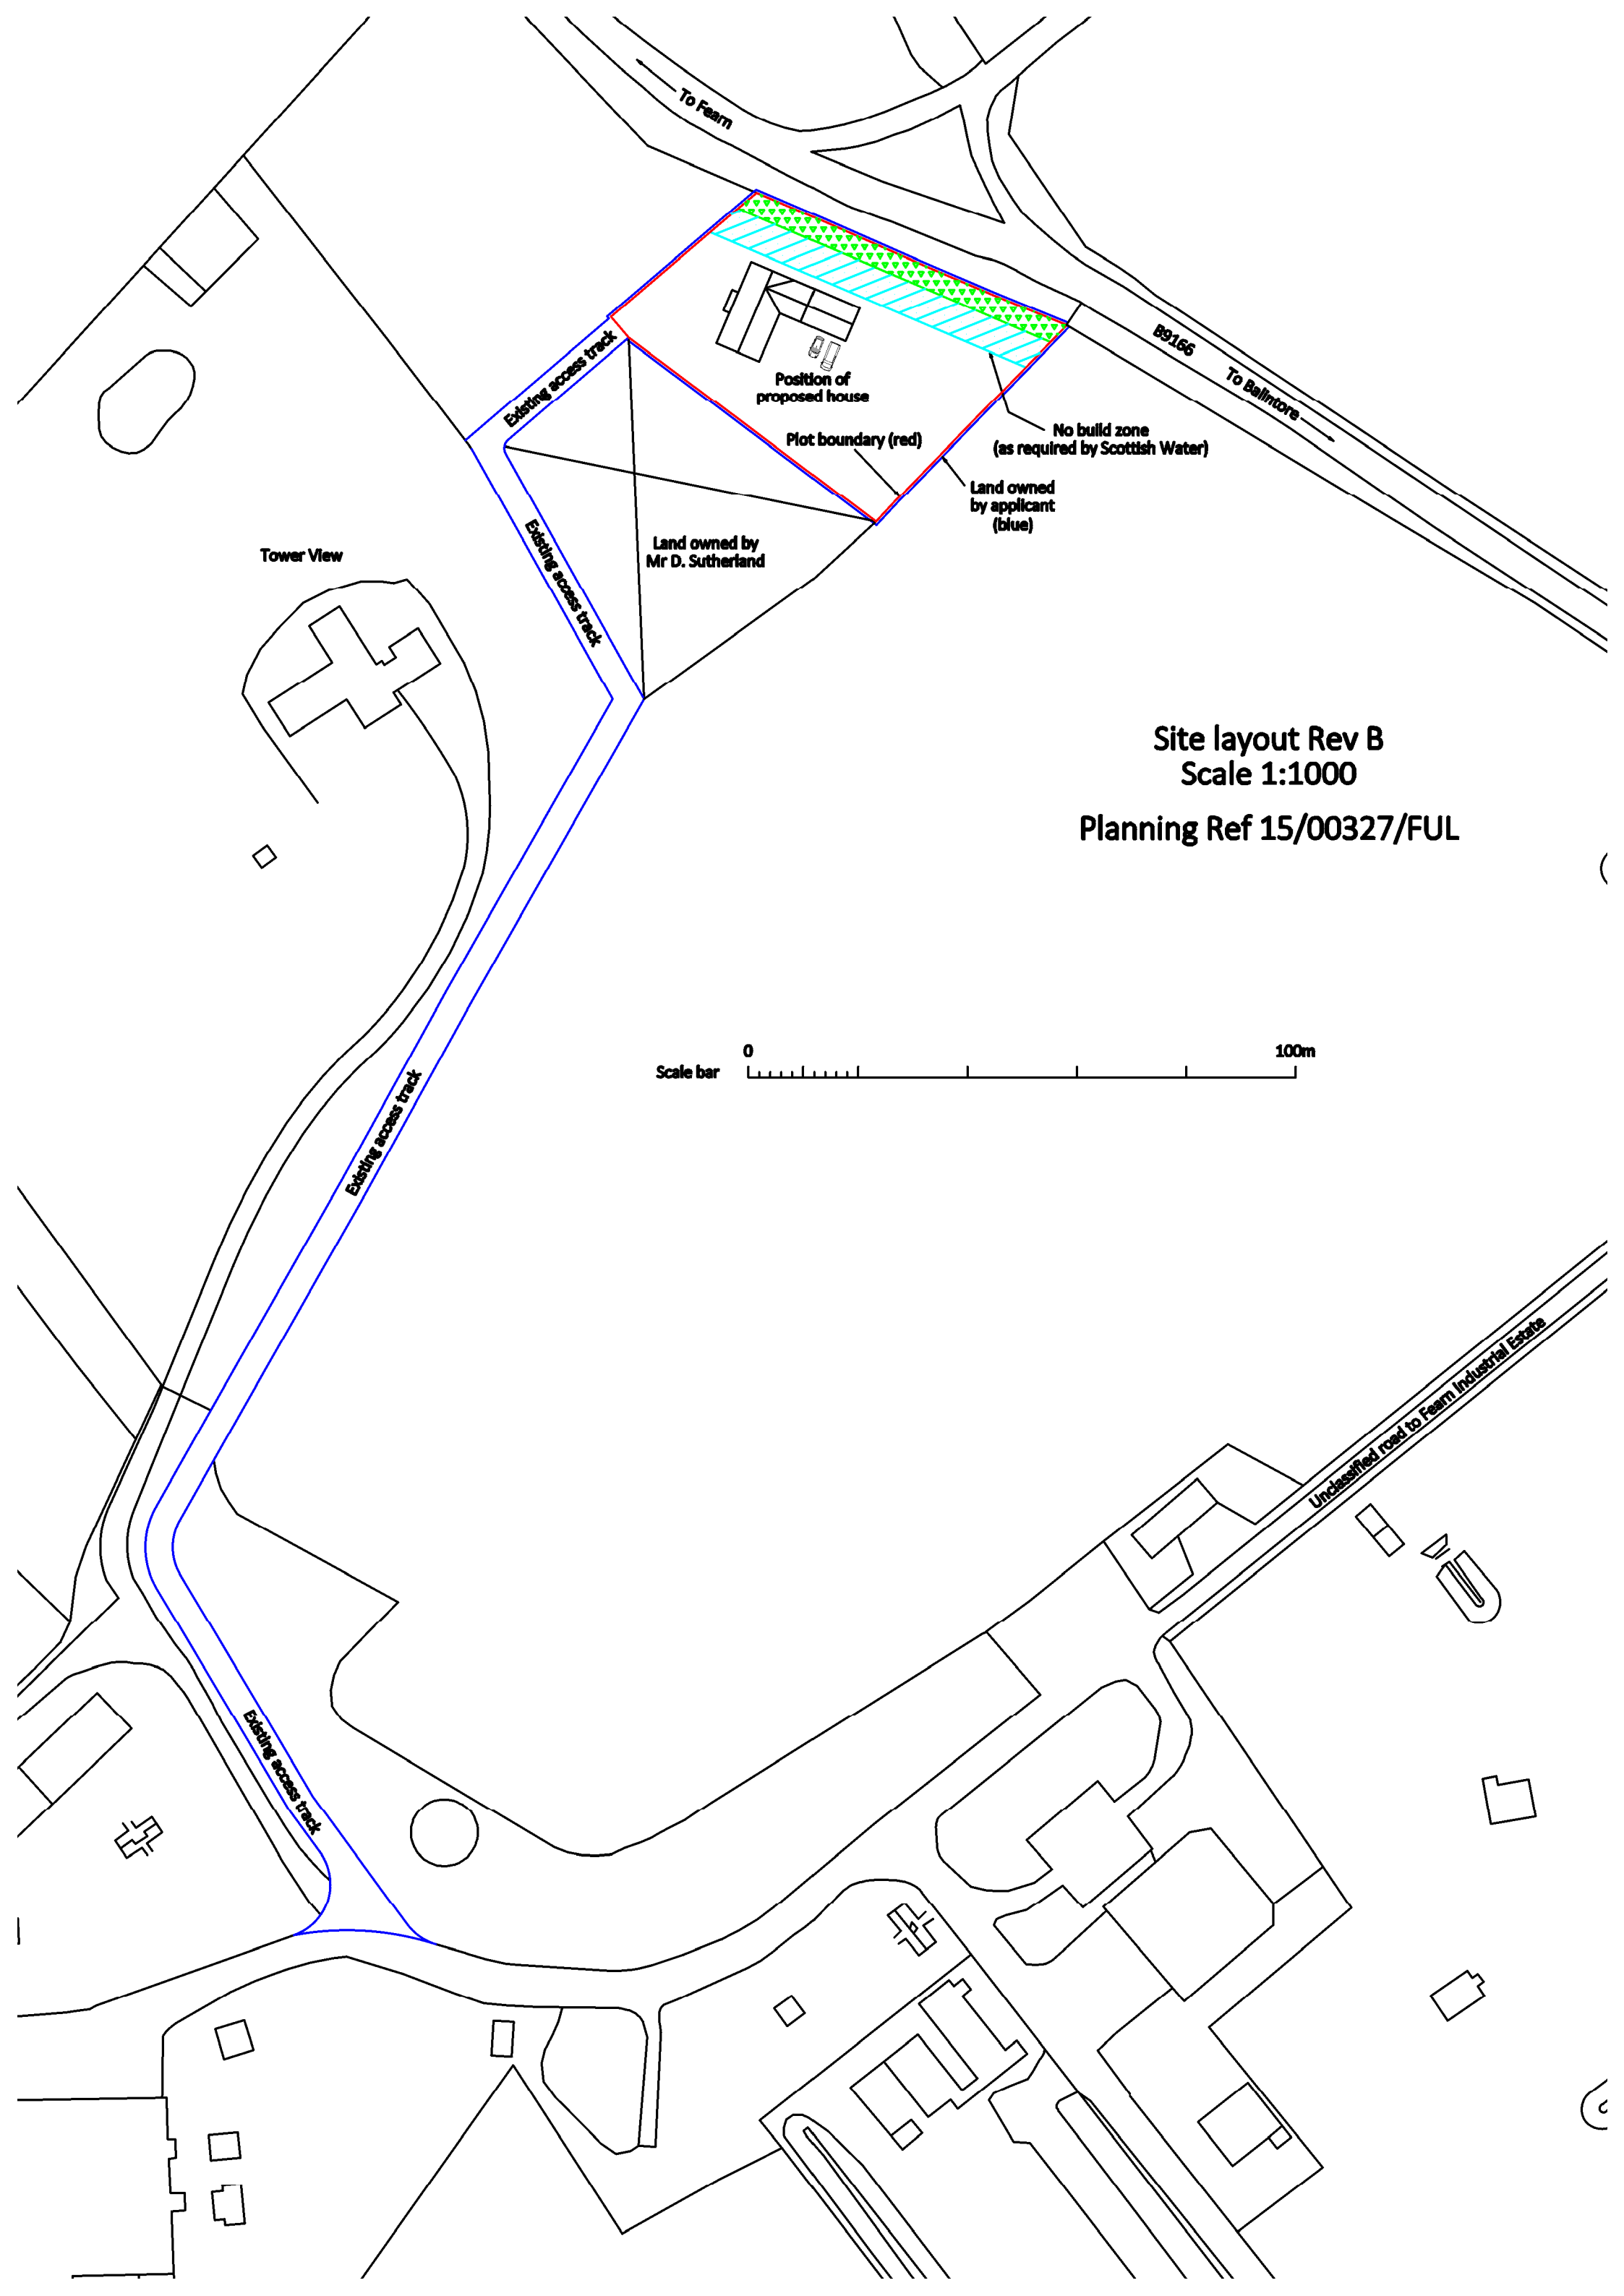 To Fearn
B9166
To Balintore
Existing access track
Position of
proposed house
Plot boundary (red)
No build zone
(as required by Scottish Water)
Land owned
by applicant
(blue)
Existing access track
Land owned by
Mr D. Sutherland
Tower View
Site layout Rev B
Scale 1:1000
Planning Ref 15/00327/FUL
0
100m
Scale bar
Existing access track
Unclassified road to Fearn Industrial Estate
Existing access track